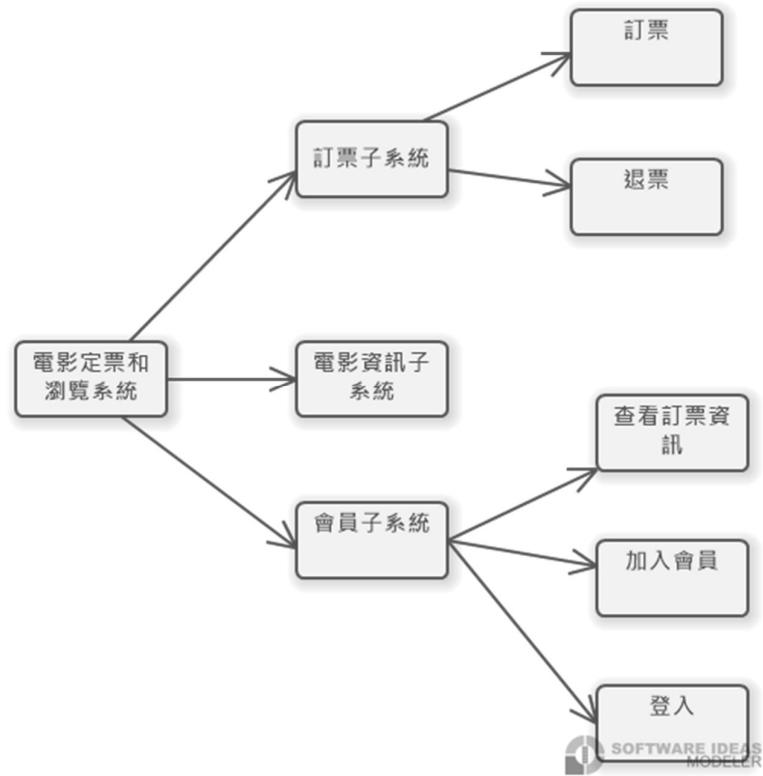 訂票
訂票子系統
退票
電影定票和
瀏覽系統
電影資訊子
系統
查看訂票資
訊
會員子系統
加入會員
登入
SOFTWARE IDEAS
MODELER